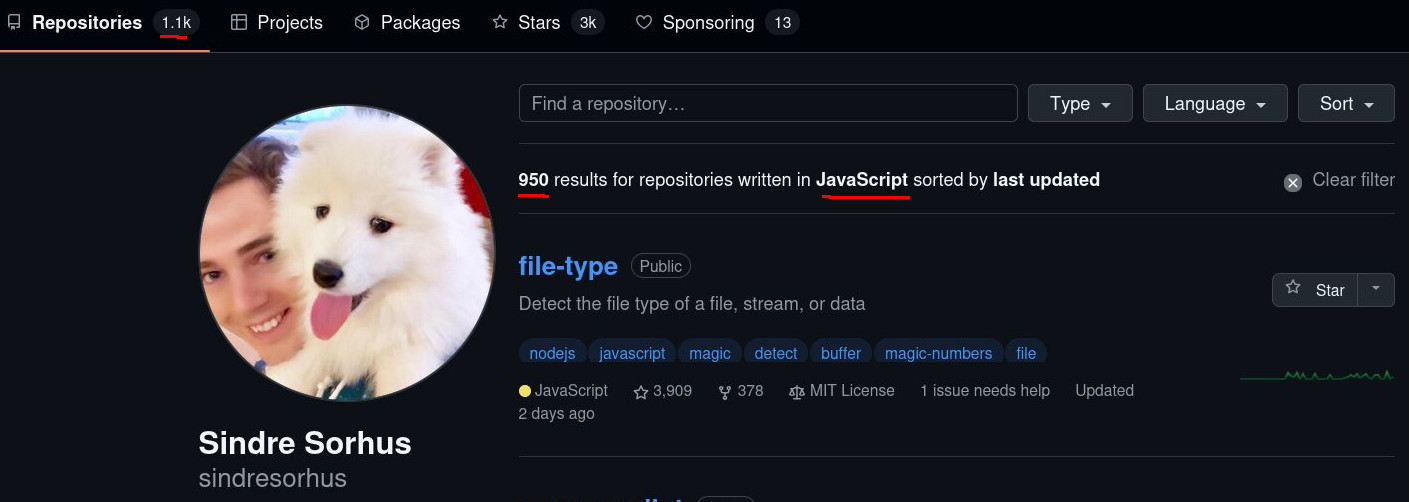 Repositories 1.1k Projects Packages Stars 3k Sponsoring 13
Find a repository… Type Language Sort
950 results for repositories written in JavaScript sorted by last updated Clear filter
file-type Public
Star
Detect the file type of a file, stream, or data
nodejs javascript magic detect buffer magic-numbers file
JavaScript 3,909 378 MIT License 1 issue needs help Updated
2 days ago
Sindre Sorhus
sindresorhus